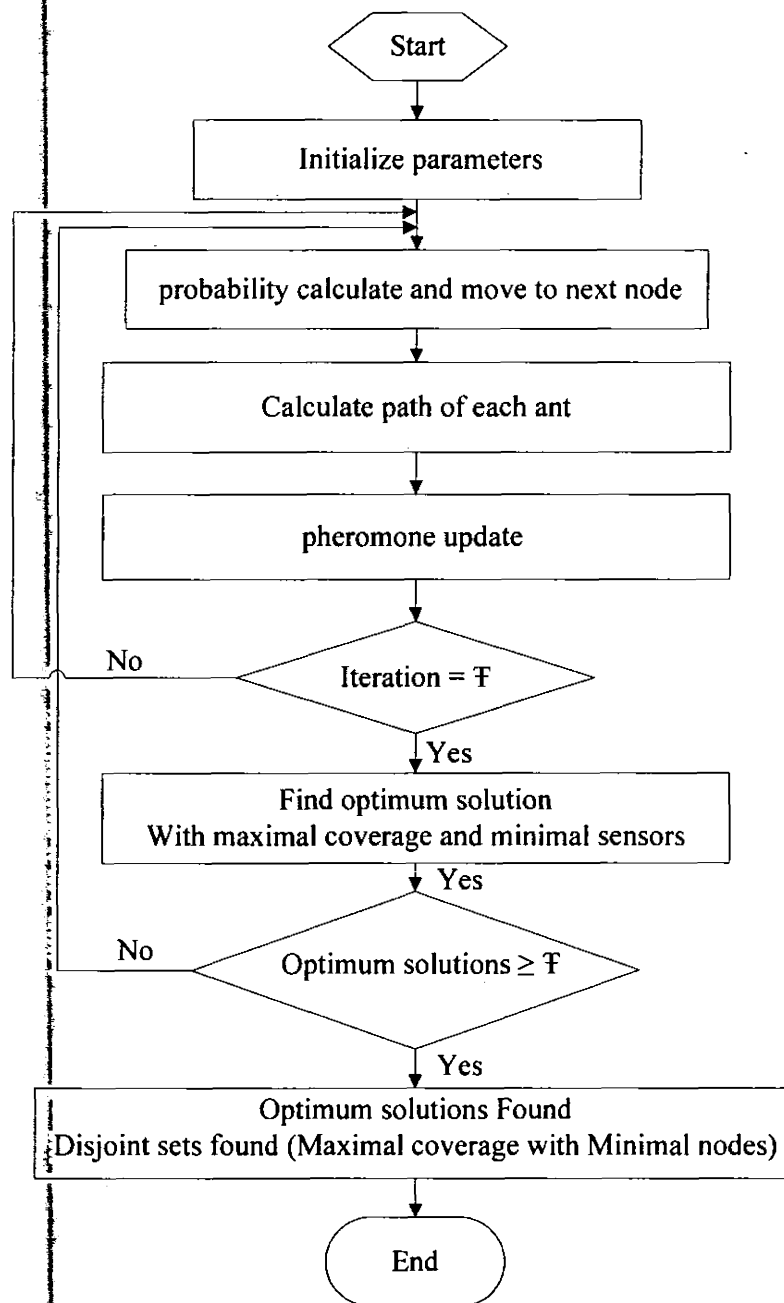 Start
Initialize parameters
probability calculate and move to next node
Calculate path of each ant
pheromone update
No
Iteration = Ŧ
Yes
Find optimum solution
With maximal coverage and minimal sensors
Yes
No
Optimum solutions ≥ Ŧ
Yes
Optimum solutions Found
Disjoint sets found (Maximal coverage with Minimal nodes)
End